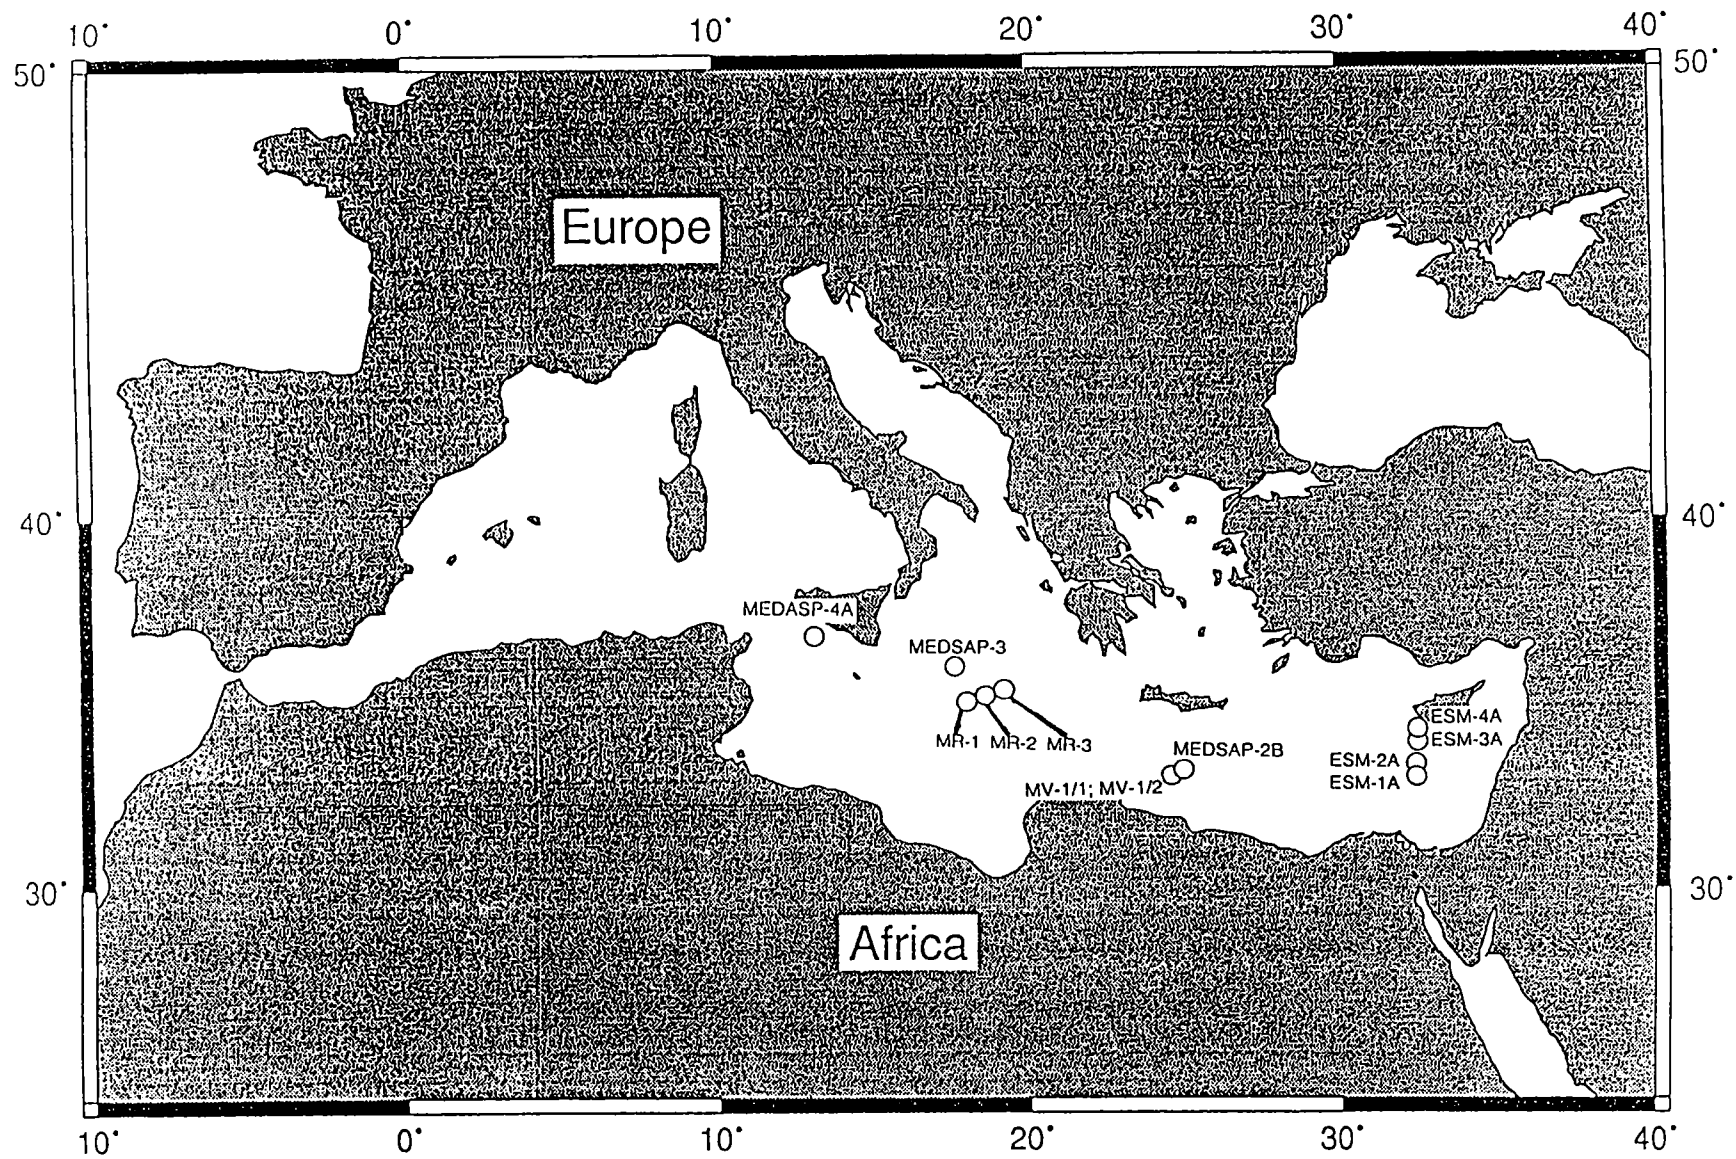 10° 0° 10° 20° 30° 40°
50° 50°
Europe
40° 40°
MEDASP-4A
MEDSAP-3
ESM-4A
MR-1 MR-2 MR-3 ESM-3A
MEDSAP-2B
ESM-2A
MV-1/1; MV-1/2 ESM-1A
30° 30°
Africa
10° 0° 10° 20° 30° 40°